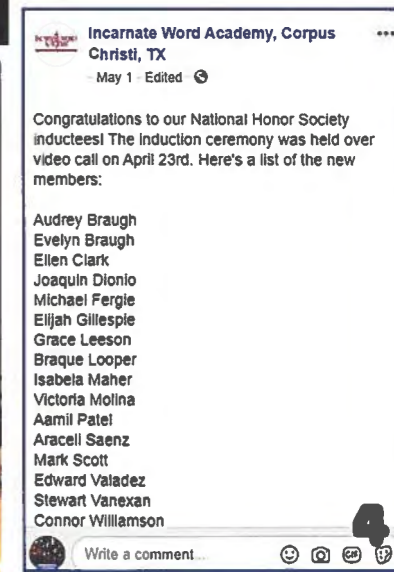 Incarnate Word Academy, Corpus
Christi, TX
May 1 · Edited ·
Congratulations to our National Honor Society
inductees! The induction ceremony was held over
video call on April 23rd. Here's a list of the new
members:
Audrey Braugh
Evelyn Braugh
Ellen Clark
Joaquin Dionio
Michael Fergie
Elijah Gillespie
Grace Leeson
Braque Looper
Isabela Maher
Victoria Molina
Aamil Patel
Araceli Saenz
Mark Scott
Edward Valadez
Stewart Vanexan
Connor Williamson
4
Write a comment...
GIF